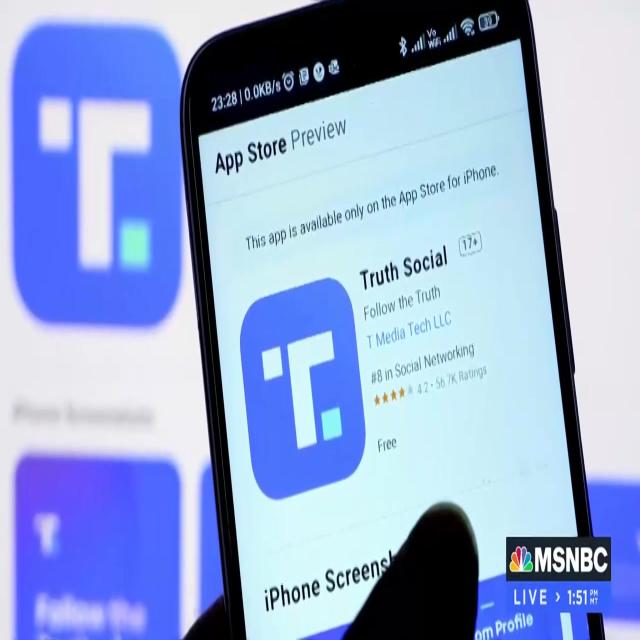 23:28 | 0.0KB/s
Vo
WiFi
App Store Preview
This app is available only on the App Store for iPhone.
Truth Social 17+
Follow the Truth
T Media Tech LLC
#8 in Social Networking
4.2 • 56.7K Ratings
Free
iPhone Screensh
om Profile
T.
T.
iPhone Screenshots
Follow the
MSNBC
LIVE > 1:51 PM MT